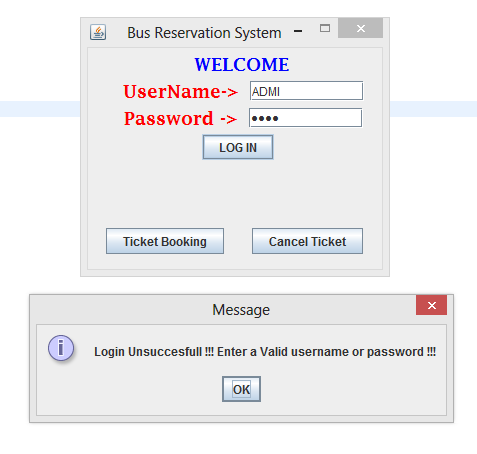 Bus Reservation System
WELCOME
UserName-> ADMI
Password -> ••••
LOG IN
Ticket Booking Cancel Ticket
Message
Login Unsuccesfull !!! Enter a Valid username or password !!!
OK